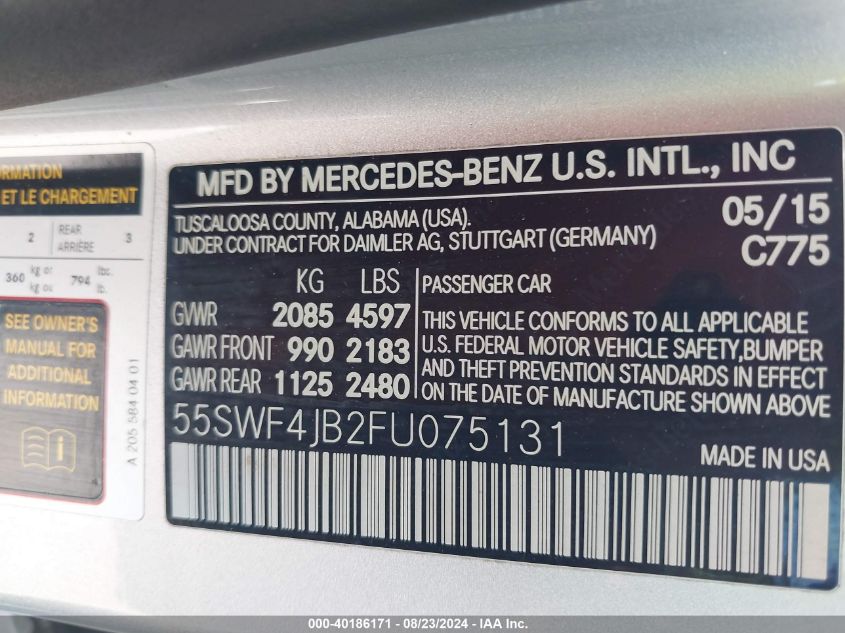 ORMATION
ET LE CHARGEMENT
2 REAR ARRIÈRE 3
360 kg or kg ou 794 lbs. lb.
SEE OWNER'S
MANUAL FOR
ADDITIONAL
INFORMATION
A 205 584 04 01
MFD BY MERCEDES-BENZ U.S. INTL., INC
TUSCALOOSA COUNTY, ALABAMA (USA).
UNDER CONTRACT FOR DAIMLER AG, STUTTGART (GERMANY)
05/15
C775
KG LBS
GVWR 2085 4597
GAWR FRONT 990 2183
GAWR REAR 1125 2480
PASSENGER CAR
THIS VEHICLE CONFORMS TO ALL APPLICABLE
U.S. FEDERAL MOTOR VEHICLE SAFETY,BUMPER
AND THEFT PREVENTION STANDARDS IN EFFECT
ON THE DATE OF MANUFACTURE SHOWN ABOVE.
55SWF4JB2FU075131
MADE IN USA
000-40186171 - 08/23/2024 - IAA Inc.